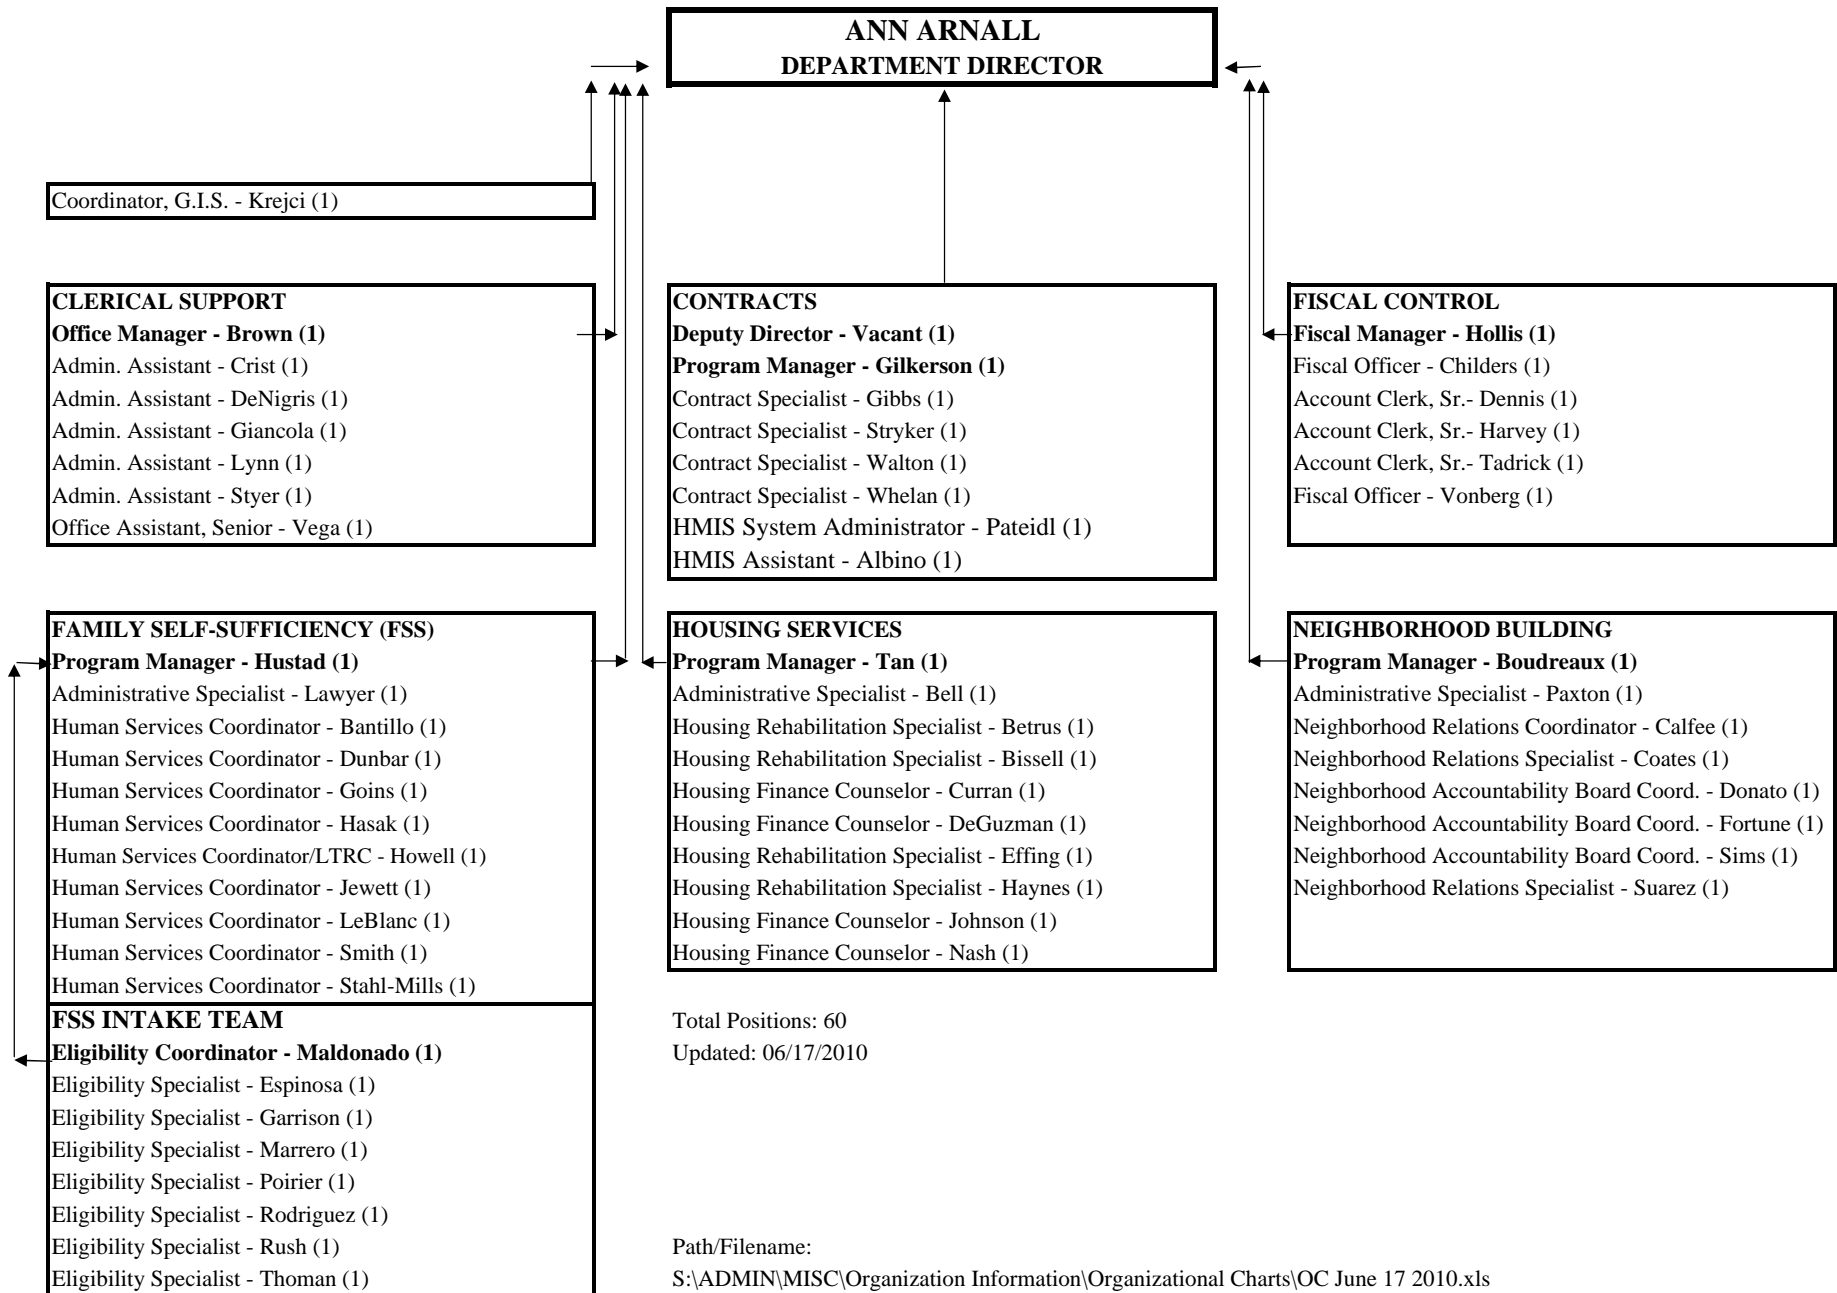 ANN ARNALL
DEPARTMENT DIRECTOR
Coordinator, G.I.S. - Krejci (1)
CLERICAL SUPPORT
Office Manager - Brown (1)
Admin. Assistant - Crist (1)
Admin. Assistant - DeNigris (1)
Admin. Assistant - Giancola (1)
Admin. Assistant - Lynn (1)
Admin. Assistant - Styer (1)
Office Assistant, Senior - Vega (1)
CONTRACTS
Deputy Director - Vacant (1)
Program Manager - Gilkerson (1)
Contract Specialist - Gibbs (1)
Contract Specialist - Stryker (1)
Contract Specialist - Walton (1)
Contract Specialist - Whelan (1)
HMIS System Administrator - Pateidl (1)
HMIS Assistant - Albino (1)
FISCAL CONTROL
Fiscal Manager - Hollis (1)
Fiscal Officer - Childers (1)
Account Clerk, Sr.- Dennis (1)
Account Clerk, Sr.- Harvey (1)
Account Clerk, Sr.- Tadrick (1)
Fiscal Officer - Vonberg (1)
FAMILY SELF-SUFFICIENCY (FSS)
Program Manager - Hustad (1)
Administrative Specialist - Lawyer (1)
Human Services Coordinator - Bantillo (1)
Human Services Coordinator - Dunbar (1)
Human Services Coordinator - Goins (1)
Human Services Coordinator - Hasak (1)
Human Services Coordinator/LTRC - Howell (1)
Human Services Coordinator - Jewett (1)
Human Services Coordinator - LeBlanc (1)
Human Services Coordinator - Smith (1)
Human Services Coordinator - Stahl-Mills (1)
FSS INTAKE TEAM
Eligibility Coordinator - Maldonado (1)
Eligibility Specialist - Espinosa (1)
Eligibility Specialist - Garrison (1)
Eligibility Specialist - Marrero (1)
Eligibility Specialist - Poirier (1)
Eligibility Specialist - Rodriguez (1)
Eligibility Specialist - Rush (1)
Eligibility Specialist - Thoman (1)
HOUSING SERVICES
Program Manager - Tan (1)
Administrative Specialist - Bell (1)
Housing Rehabilitation Specialist - Betrus (1)
Housing Rehabilitation Specialist - Bissell (1)
Housing Finance Counselor - Curran (1)
Housing Finance Counselor - DeGuzman (1)
Housing Rehabilitation Specialist - Effing (1)
Housing Rehabilitation Specialist - Haynes (1)
Housing Finance Counselor - Johnson (1)
Housing Finance Counselor - Nash (1)
NEIGHBORHOOD BUILDING
Program Manager - Boudreaux (1)
Administrative Specialist - Paxton (1)
Neighborhood Relations Coordinator - Calfee (1)
Neighborhood Relations Specialist - Coates (1)
Neighborhood Accountability Board Coord. - Donato (1)
Neighborhood Accountability Board Coord. - Fortune (1)
Neighborhood Accountability Board Coord. - Sims (1)
Neighborhood Relations Specialist - Suarez (1)
Total Positions: 60
Updated: 06/17/2010
Path/Filename:
S:\ADMIN\MISC\Organization Information\Organizational Charts\OC June 17 2010.xls